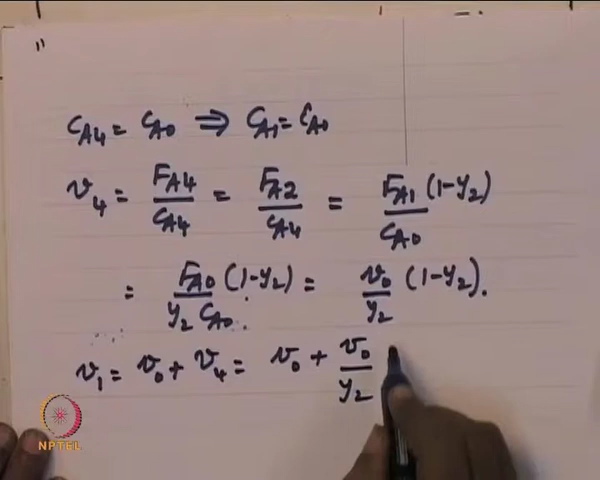 "
C_A4 = C_A0 ⇒ C_A1 = C_A0
v_4 = F_A4 / C_A4 = F_A2 / C_A4 = F_A1 (1-y_2) / C_A0
= F_A0 (1-y_2) / y_2 C_A0 = v_0 / y_2 (1-y_2).
v_1 = v_0 + v_4 = v_0 + v_0 / y_2
NPTEL